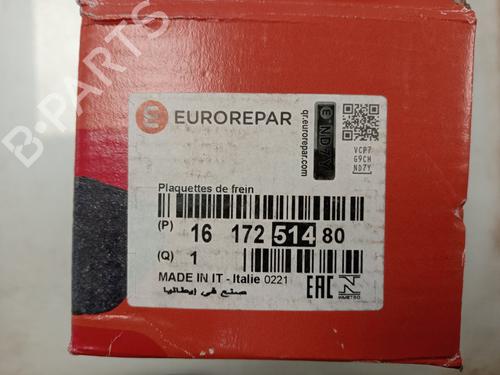 EUROREPAR
qr.eurorepar.com
VCP7
G9CH
ND7Y
Plaquettes de frein
(P) 16 172 514 80
(Q) 1
MADE IN IT - Italie 0221
صنع في إيطاليا
EAC
INMETRO
B-PARTS